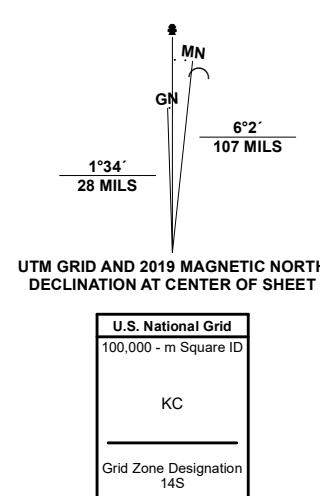 MN
GN
6°2´
107 MILS
1°34´
28 MILS
UTM GRID AND 2019 MAGNETIC NORTH
DECLINATION AT CENTER OF SHEET
U.S. National Grid
100,000 - m Square ID
KC
Grid Zone Designation
14S